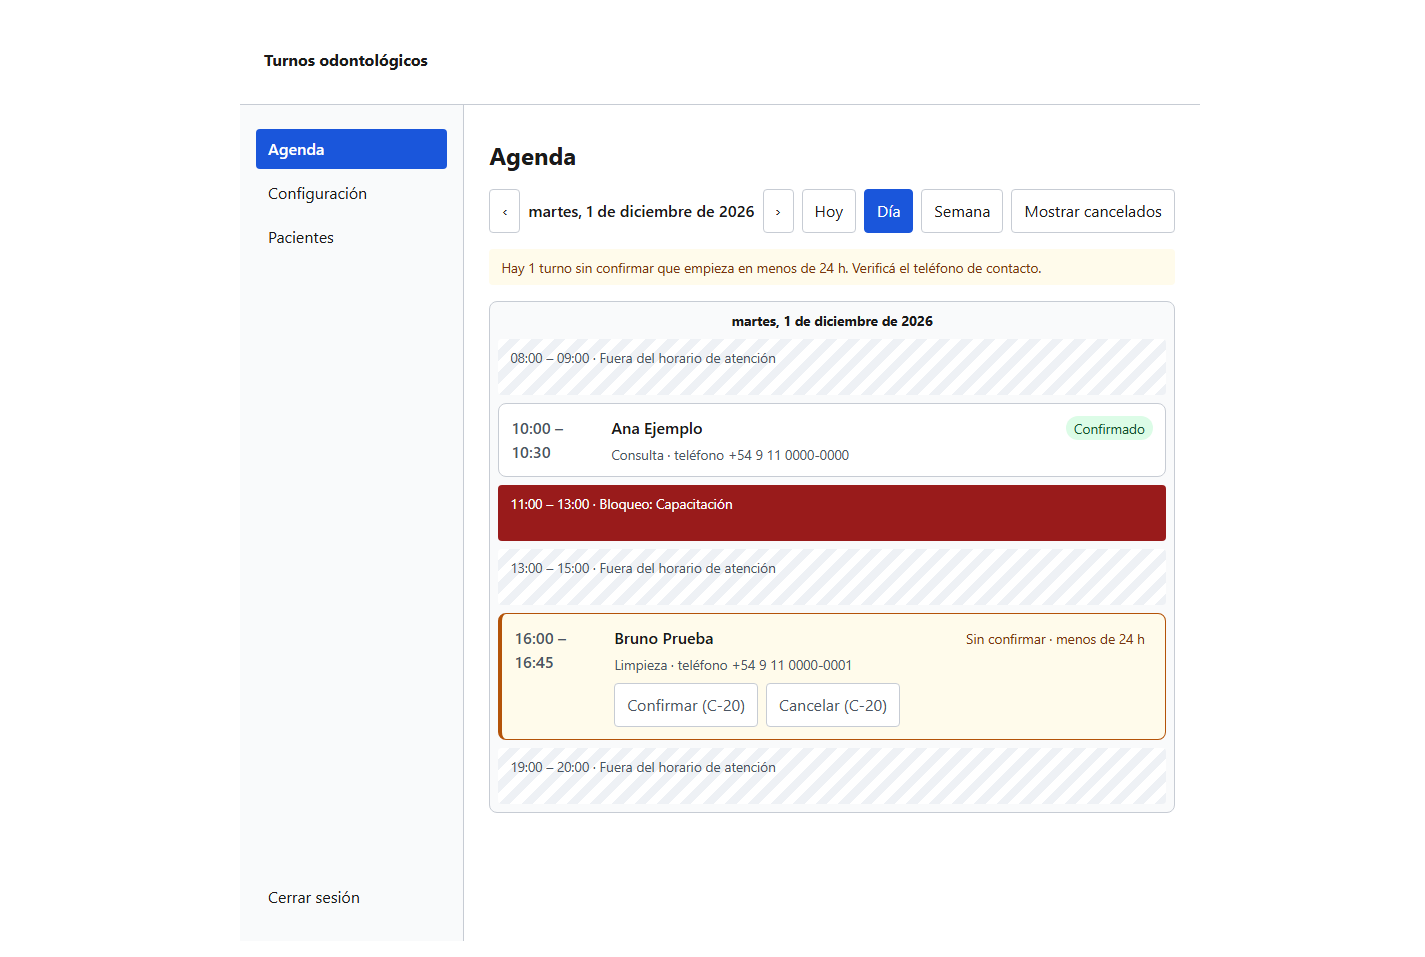 Turnos odontológicos
Agenda
Configuración
Pacientes
Cerrar sesión
Agenda
‹ martes, 1 de diciembre de 2026 › Hoy Día Semana Mostrar cancelados
Hay 1 turno sin confirmar que empieza en menos de 24 h. Verificá el teléfono de contacto.
martes, 1 de diciembre de 2026
08:00 – 09:00 · Fuera del horario de atención
10:00 –
10:30
Ana Ejemplo
Consulta · teléfono +54 9 11 0000-0000
Confirmado
11:00 – 13:00 · Bloqueo: Capacitación
13:00 – 15:00 · Fuera del horario de atención
16:00 –
16:45
Bruno Prueba
Limpieza · teléfono +54 9 11 0000-0001
Sin confirmar · menos de 24 h
Confirmar (C-20) Cancelar (C-20)
19:00 – 20:00 · Fuera del horario de atención